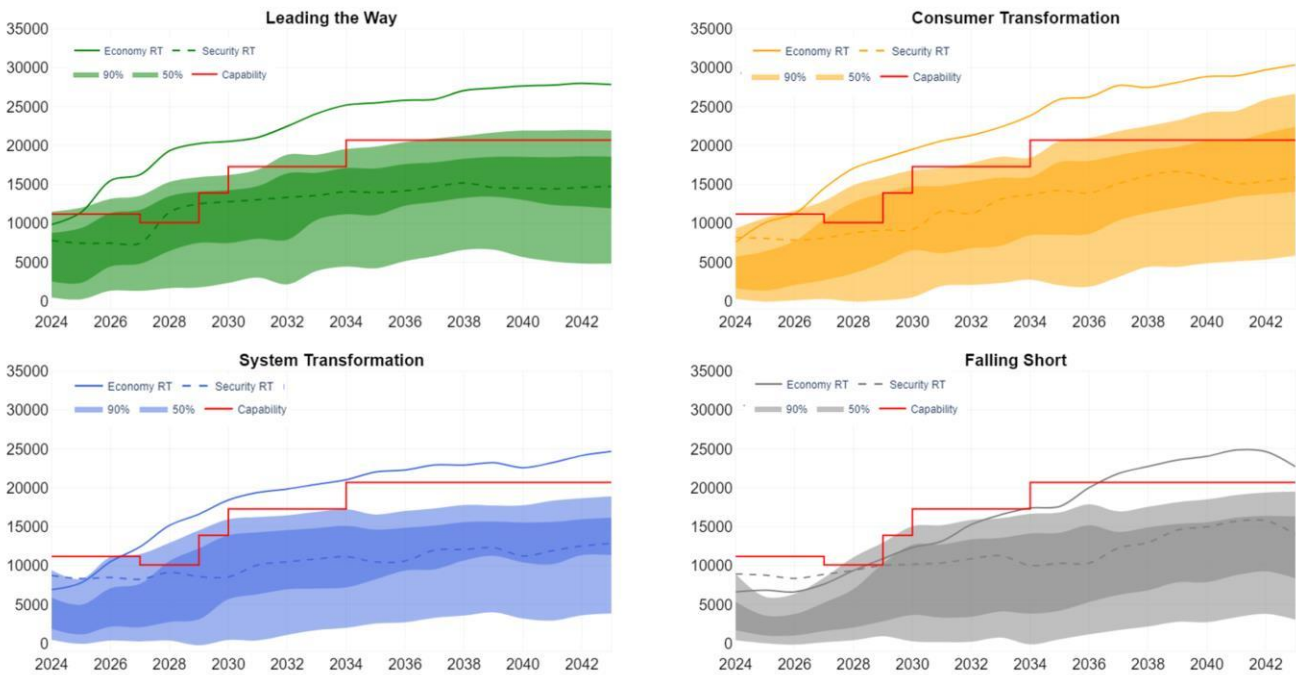 Leading the Way
Economy RT Security RT
90% 50% Capability
35000
30000
25000
20000
15000
10000
5000
0
2024 2026 2028 2030 2032 2034 2036 2038 2040 2042
Consumer Transformation
Economy RT Security RT
90% 50% Capability
35000
30000
25000
20000
15000
10000
5000
0
2024 2026 2028 2030 2032 2034 2036 2038 2040 2042
System Transformation
Economy RT Security RT
90% 50% Capability
35000
30000
25000
20000
15000
10000
5000
0
2024 2026 2028 2030 2032 2034 2036 2038 2040 2042
Falling Short
Economy RT Security RT
90% 50% Capability
35000
30000
25000
20000
15000
10000
5000
0
2024 2026 2028 2030 2032 2034 2036 2038 2040 2042